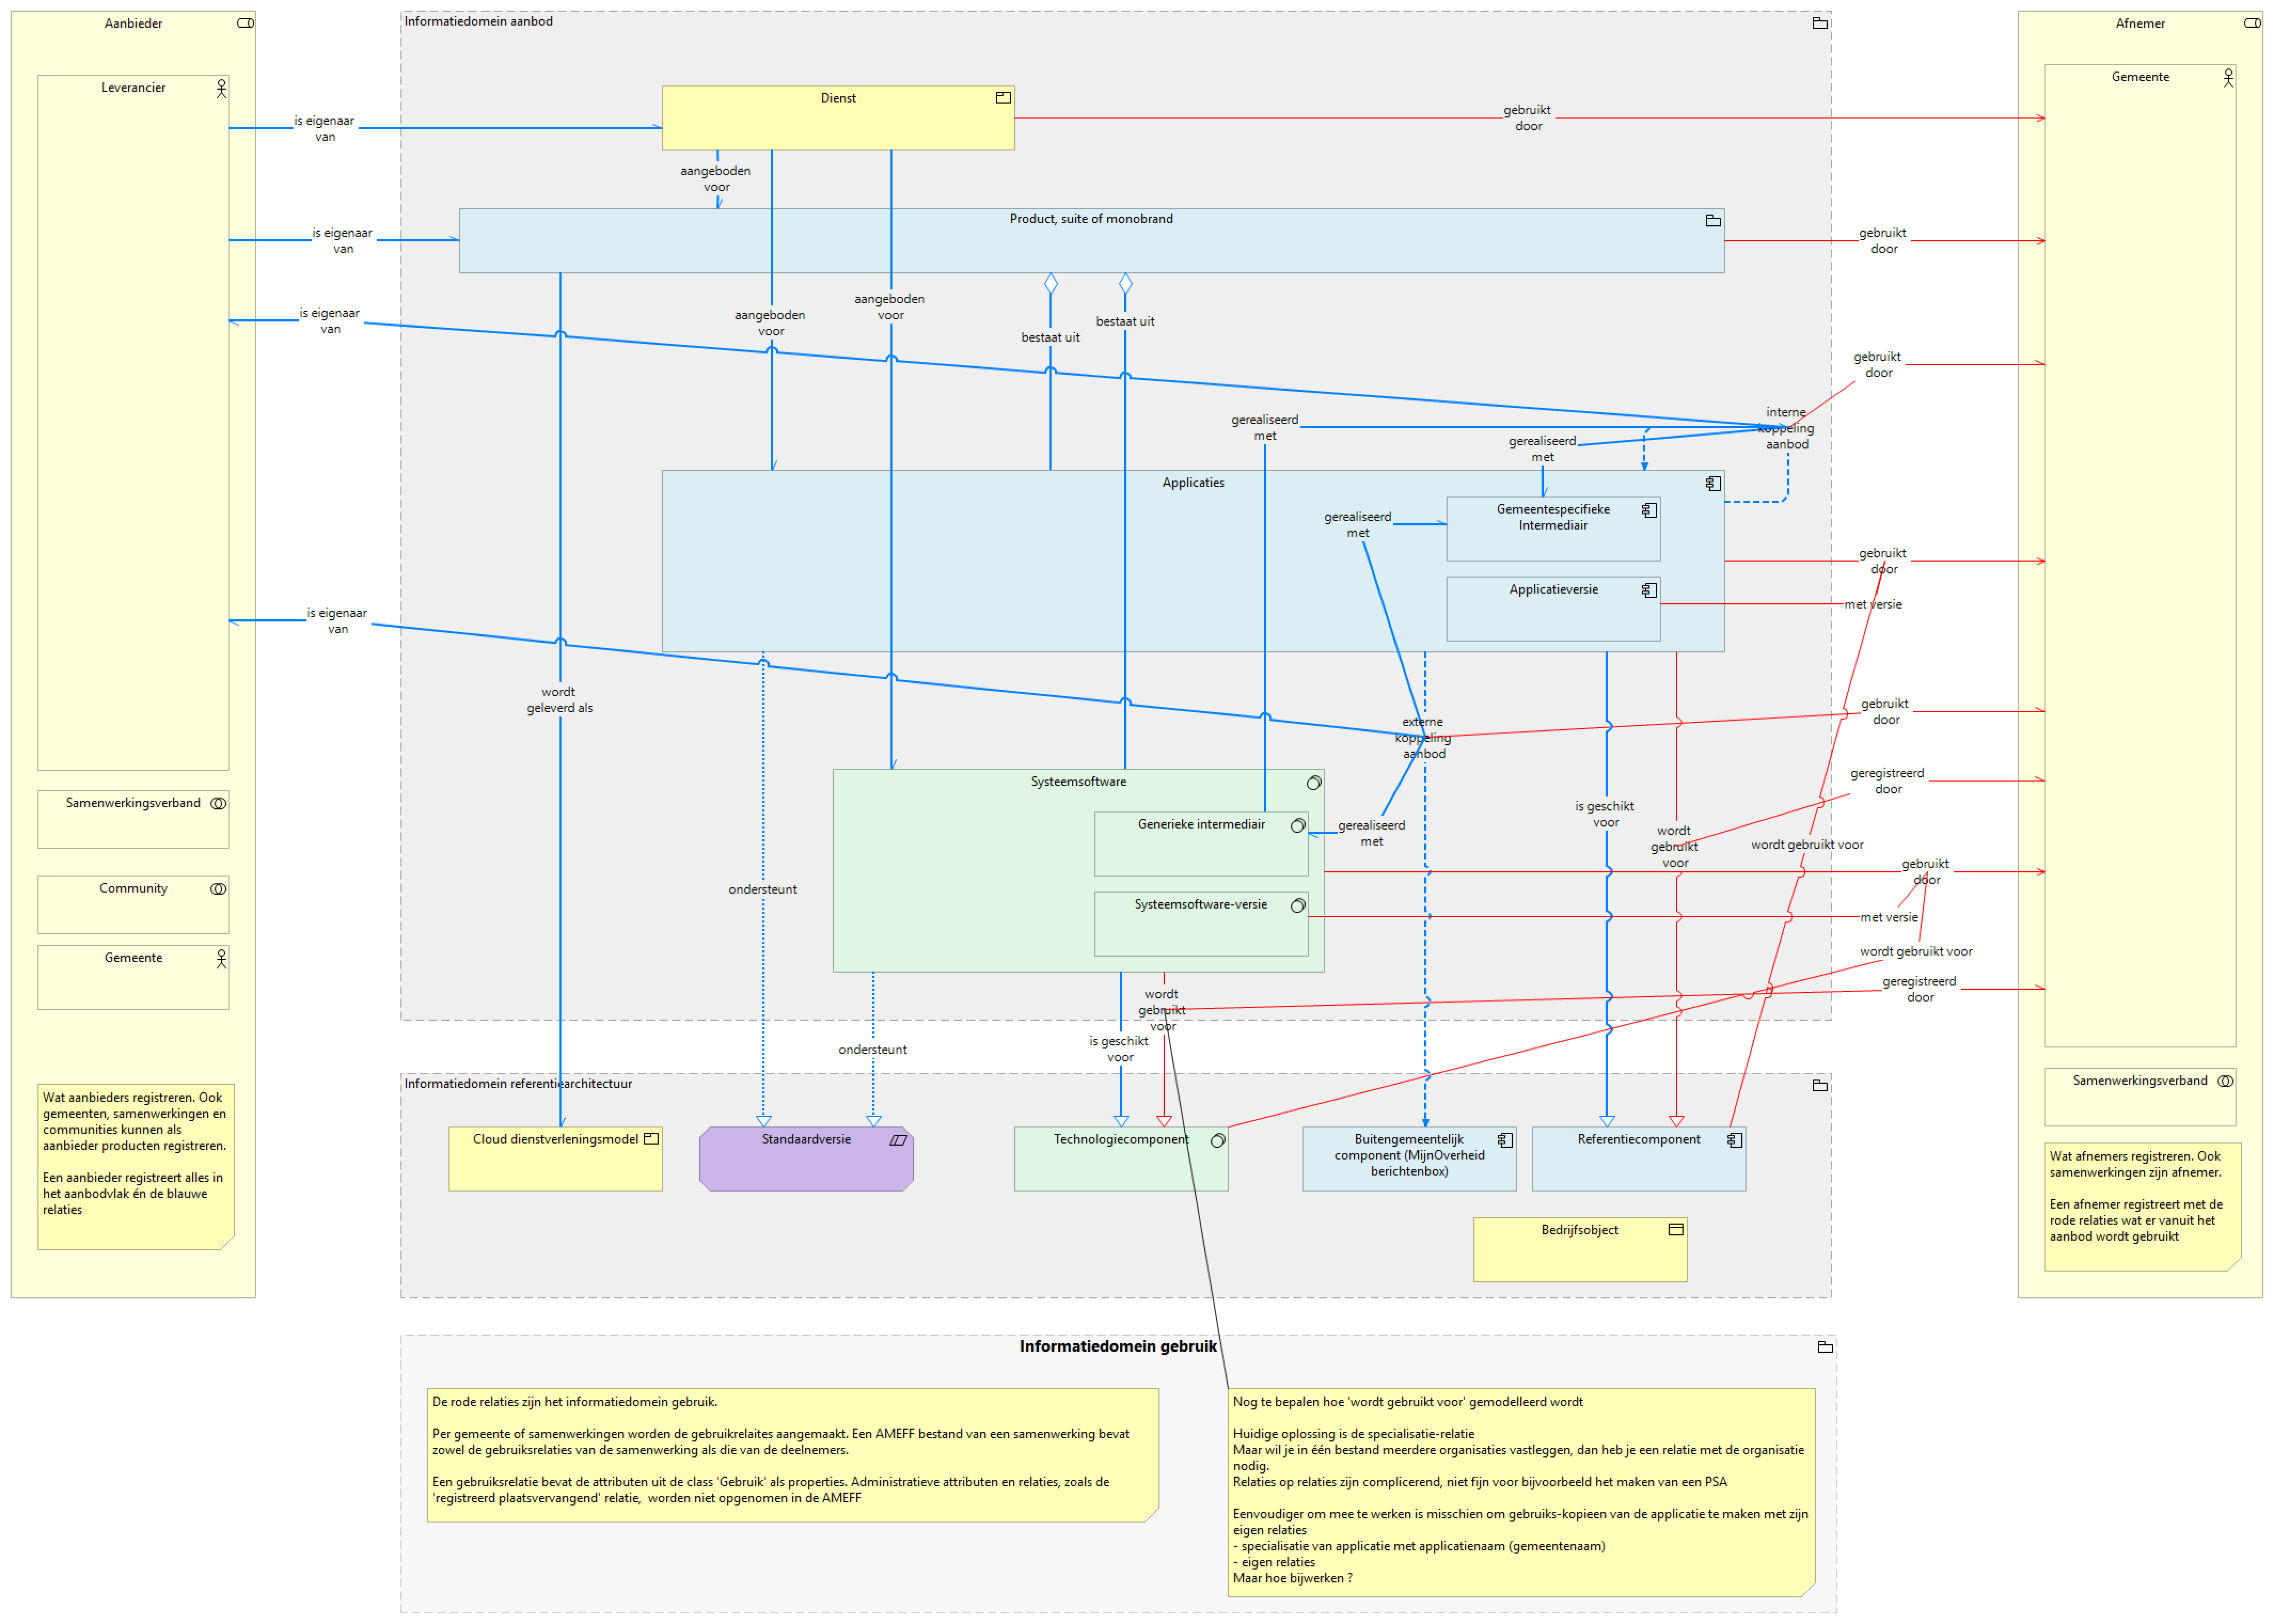 Aanbieder
Informatiedomein aanbod
Afnemer
Leverancier
Dienst
Gemeente
is eigenaar
van
gebruikt
door
aangeboden
voor
Product, suite of monobrand
is eigenaar
van
gebruikt
door
is eigenaar
van
aangeboden
voor
aangeboden
voor
bestaat uit
bestaat uit
gebruikt
door
interne
koppeling
aanbod
gerealiseerd
met
gerealiseerd
met
Applicaties
Gemeentespecifieke
Intermediair
gerealiseerd
met
gebruikt
door
Applicatieversie
met versie
is eigenaar
van
wordt
geleverd als
externe
koppeling
aanbod
gebruikt
door
Systeemsoftware
geregistreerd
door
Samenwerkingsverband
is geschikt
voor
Generieke intermediair
gerealiseerd
met
wordt
gebruikt
voor
wordt gebruikt voor
gebruikt
door
Community
ondersteunt
Systeemsoftware-versie
met versie
Gemeente
wordt gebruikt voor
wordt
gebruikt
voor
geregistreerd
door
ondersteunt
is geschikt
voor
Informatiedomein referentiearchitectuur
Samenwerkingsverband
Wat aanbieders registreren. Ook
gemeenten, samenwerkingen en
communities kunnen als
aanbieder producten registreren.
Een aanbieder registreert alles in
het aanbodvlak én de blauwe
relaties
Cloud dienstverleningsmodel
Standaardversie
Technologiecomponent
Buitengemeentelijk
component (MijnOverheid
berichtenbox)
Referentiecomponent
Wat afnemers registreren. Ook
samenwerkingen zijn afnemer.
Een afnemer registreert met de
rode relaties wat er vanuit het
aanbod wordt gebruikt
Bedrijfsobject
Informatiedomein gebruik
De rode relaties zijn het informatiedomein gebruik.
Per gemeente of samenwerkingen worden de gebruikrelaites aangemaakt. Een AMEFF bestand van een samenwerking bevat
zowel de gebruiksrelaties van de samenwerking als die van de deelnemers.
Een gebruiksrelatie bevat de attributen uit de class 'Gebruik' als properties. Administratieve attributen en relaties, zoals de
'registreerd plaatsvervangend' relatie,  worden niet opgenomen in de AMEFF
Nog te bepalen hoe 'wordt gebruikt voor' gemodelleerd wordt
Huidige oplossing is de specialisatie-relatie
Maar wil je in één bestand meerdere organisaties vastleggen, dan heb je een relatie met de organisatie
nodig.
Relaties op relaties zijn complicerend, niet fijn voor bijvoorbeeld het maken van een PSA
Eenvoudiger om mee te werken is misschien om gebruiks-kopieen van de applicatie te maken met zijn
eigen relaties
- specialisatie van applicatie met applicatienaam (gemeentenaam)
- eigen relaties
Maar hoe bijwerken ?